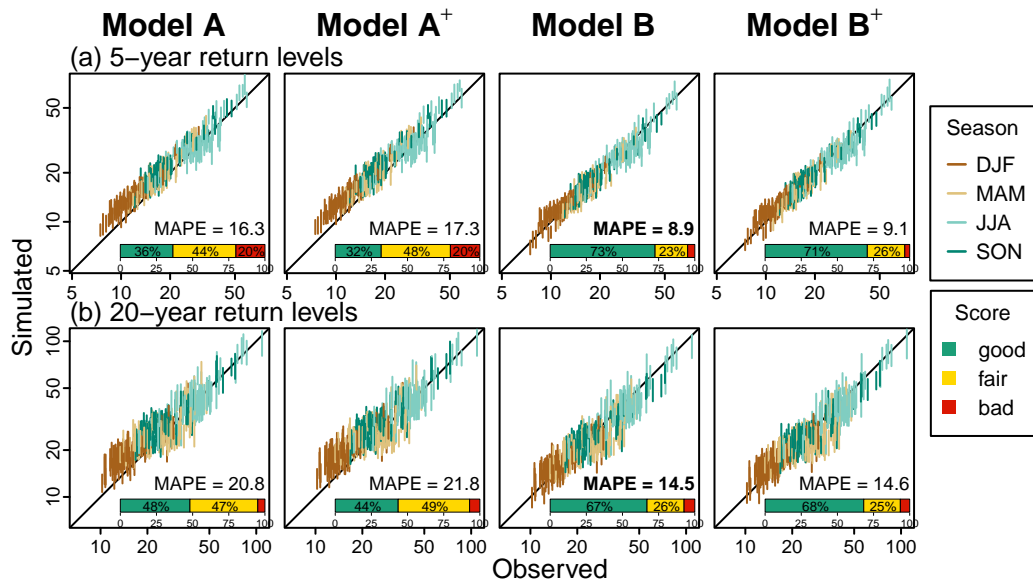 Model A Model A+ Model B Model B+
(a) 5−year return levels
Simulated
50
20
10
5
MAPE = 16.3 MAPE = 17.3 MAPE = 8.9 MAPE = 9.1
36% 44% 20% 32% 48% 20% 73% 23% 71% 26%
0 25 50 75 100 0 25 50 75 100 0 25 50 75 100 0 25 50 75 100
5 10 20 50 5 10 20 50 5 10 20 50 5 10 20 50
(b) 20−year return levels
100
50
20
10
MAPE = 20.8 MAPE = 21.8 MAPE = 14.5 MAPE = 14.6
48% 47% 44% 49% 67% 26% 68% 25%
0 25 50 75 100 0 25 50 75 100 0 25 50 75 100 0 25 50 75 100
10 20 50 100 10 20 50 100 10 20 50 100 10 20 50 100
Observed
Season
DJF
MAM
JJA
SON
Score
good
fair
bad